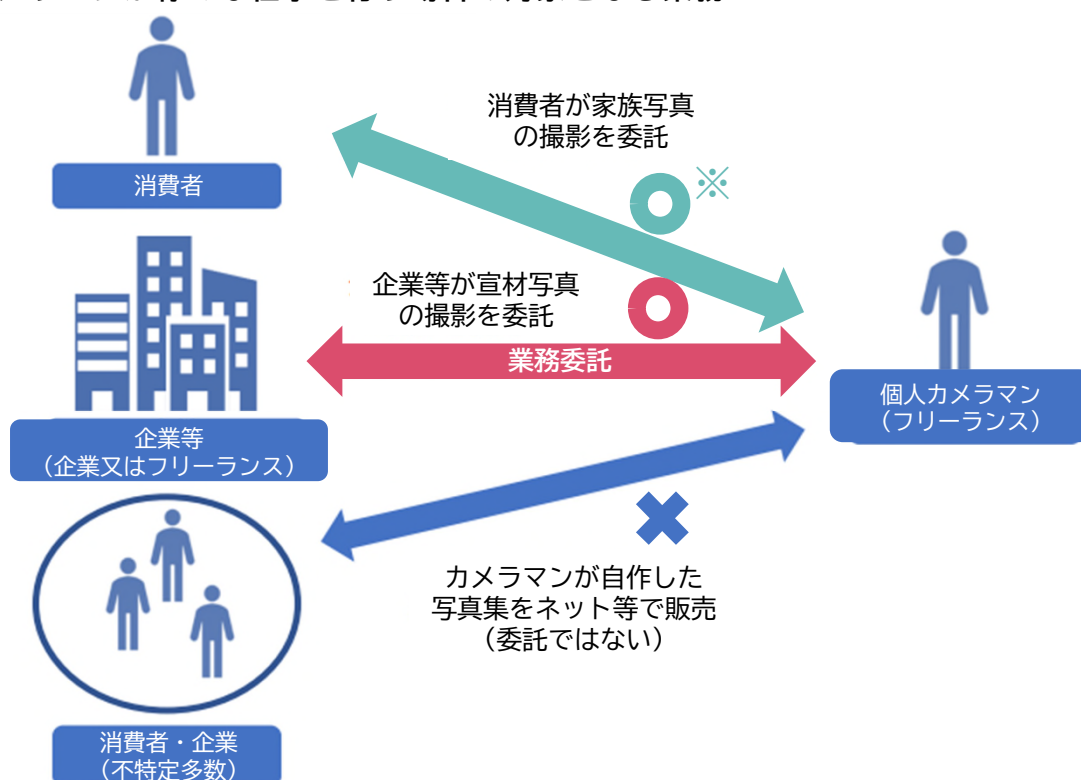 消費者が家族写真
の撮影を委託
※
消費者
企業等が宣材写真
の撮影を委託
業務委託
個人カメラマン
（フリーランス）
企業等
（企業又はフリーランス）
カメラマンが自作した
写真集をネット等で販売
（委託ではない）
消費者・企業
（不特定多数）